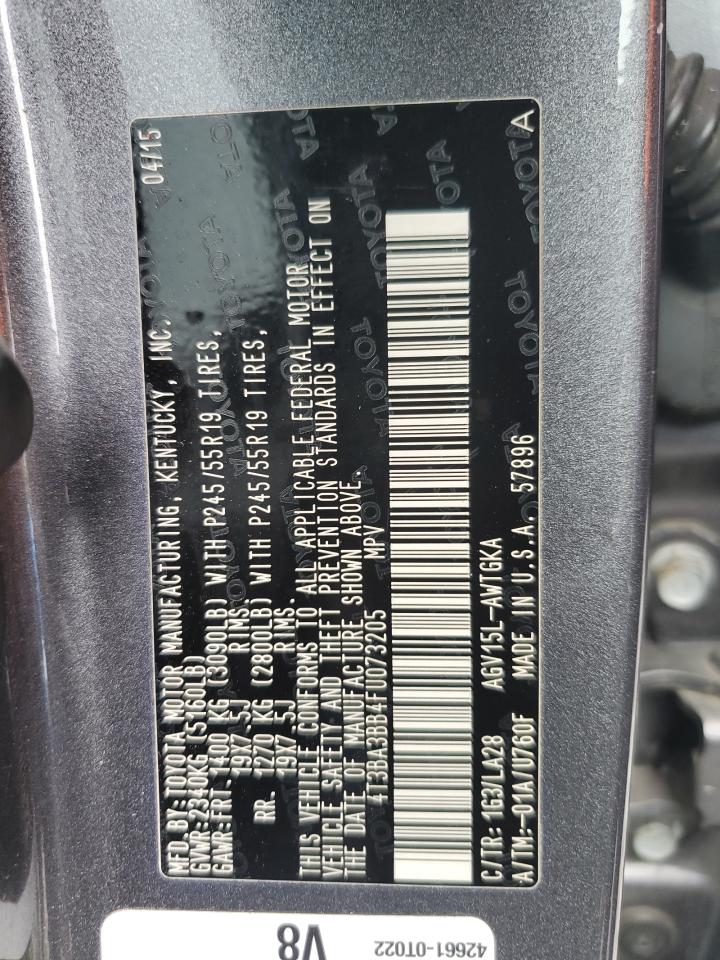 MFD.BY:TOYOTA MOTOR MANUFACTURING, KENTUCKY, INC. 04/15
GVWR:2340KG (5160LB)
GAWR:FRT 1400 KG (3090LB) WITH P245/55R19 TIRES,
19X7.5J RIMS;
RR. 1270 KG (2800LB) WITH P245/55R19 TIRES,
19X7.5J RIMS.
THIS VEHICLE CONFORMS TO ALL APPLICABLE FEDERAL MOTOR
VEHICLE SAFETY AND THEFT PREVENTION STANDARDS IN EFFECT ON
THE DATE OF MANUFACTURE SHOWN ABOVE.
4T3BA3BB4FU073205 MPV
C/TR: 1G3/LA28 AGV15L-AWTGKA
A/TM:-01A/U760F MADE IN U.S.A. 57896 A
V8 42661-0T022